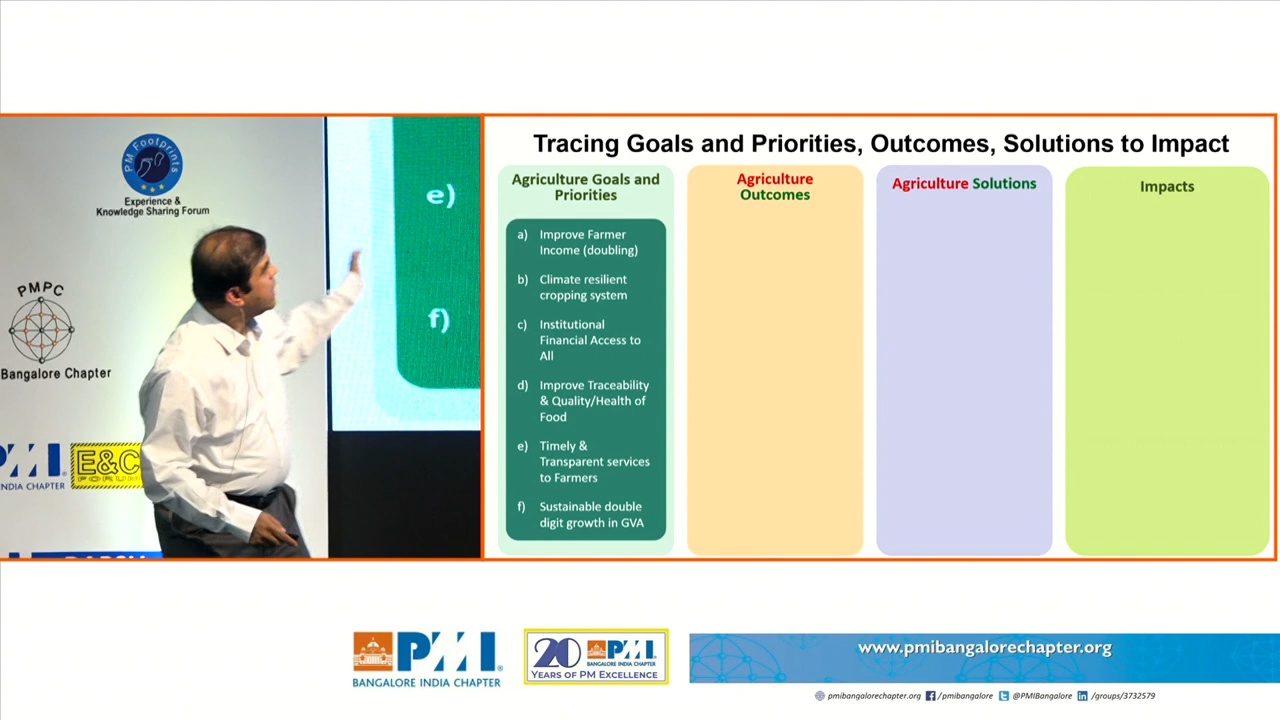 PM Footprints
Experience &
Knowledge Sharing Forum
PMPC
Bangalore Chapter
INDIA CHAPTER
E&C
FORUM
e)
f)
Tracing Goals and Priorities, Outcomes, Solutions to Impact
Agriculture Goals and
Priorities
a) Improve Farmer
Income (doubling)
b) Climate resilient
cropping system
c) Institutional
Financial Access to
All
d) Improve Traceability
& Quality/Health of
Food
e) Timely &
Transparent services
to Farmers
f) Sustainable double
digit growth in GVA
Agriculture
Outcomes
Agriculture Solutions
Impacts
PMI.
BANGALORE INDIA CHAPTER
20 PMI.
BANGALORE INDIA CHAPTER
YEARS OF PM EXCELLENCE
www.pmibangalorechapter.org
pmibangalorechapter.org /pmibangalore @PMIBangalore /groups/3732579